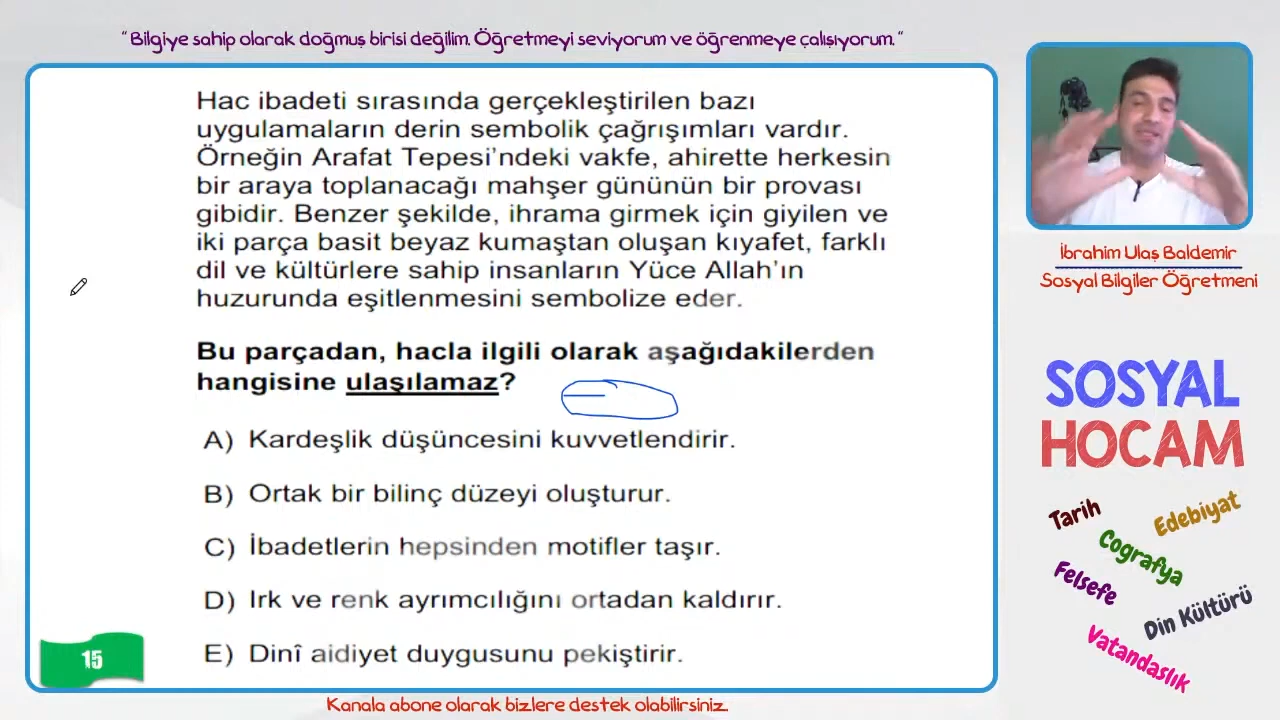 “ Bilgiye sahip olarak doğmuş birisi değilim. Öğretmeyi seviyorum ve öğrenmeye çalışıyorum. “
Hac ibadeti sırasında gerçekleştirilen bazı
uygulamaların derin sembolik çağrışımları vardır.
Örneğin Arafat Tepesi’ndeki vakfe, ahirette herkesin
bir araya toplanacağı mahşer gününün bir provası
gibidir. Benzer şekilde, ihrama girmek için giyilen ve
iki parça basit beyaz kumaştan oluşan kıyafet, farklı
dil ve kültürlere sahip insanların Yüce Allah’ın
huzurunda eşitlenmesini sembolize eder.
Bu parçadan, hacla ilgili olarak aşağıdakilerden
hangisine ulaşılamaz?
A) Kardeşlik düşüncesini kuvvetlendirir.
B) Ortak bir bilinç düzeyi oluşturur.
C) İbadetlerin hepsinden motifler taşır.
D) Irk ve renk ayrımcılığını ortadan kaldırır.
E) Dinî aidiyet duygusunu pekiştirir.
15
Kanala abone olarak bizlere destek olabilirsiniz.
İbrahim Ulaş Baldemir
Sosyal Bilgiler Öğretmeni
SOSYAL
HOCAM
Tarih
Edebiyat
Coğrafya
Felsefe
Din Kültürü
Vatandaşlık